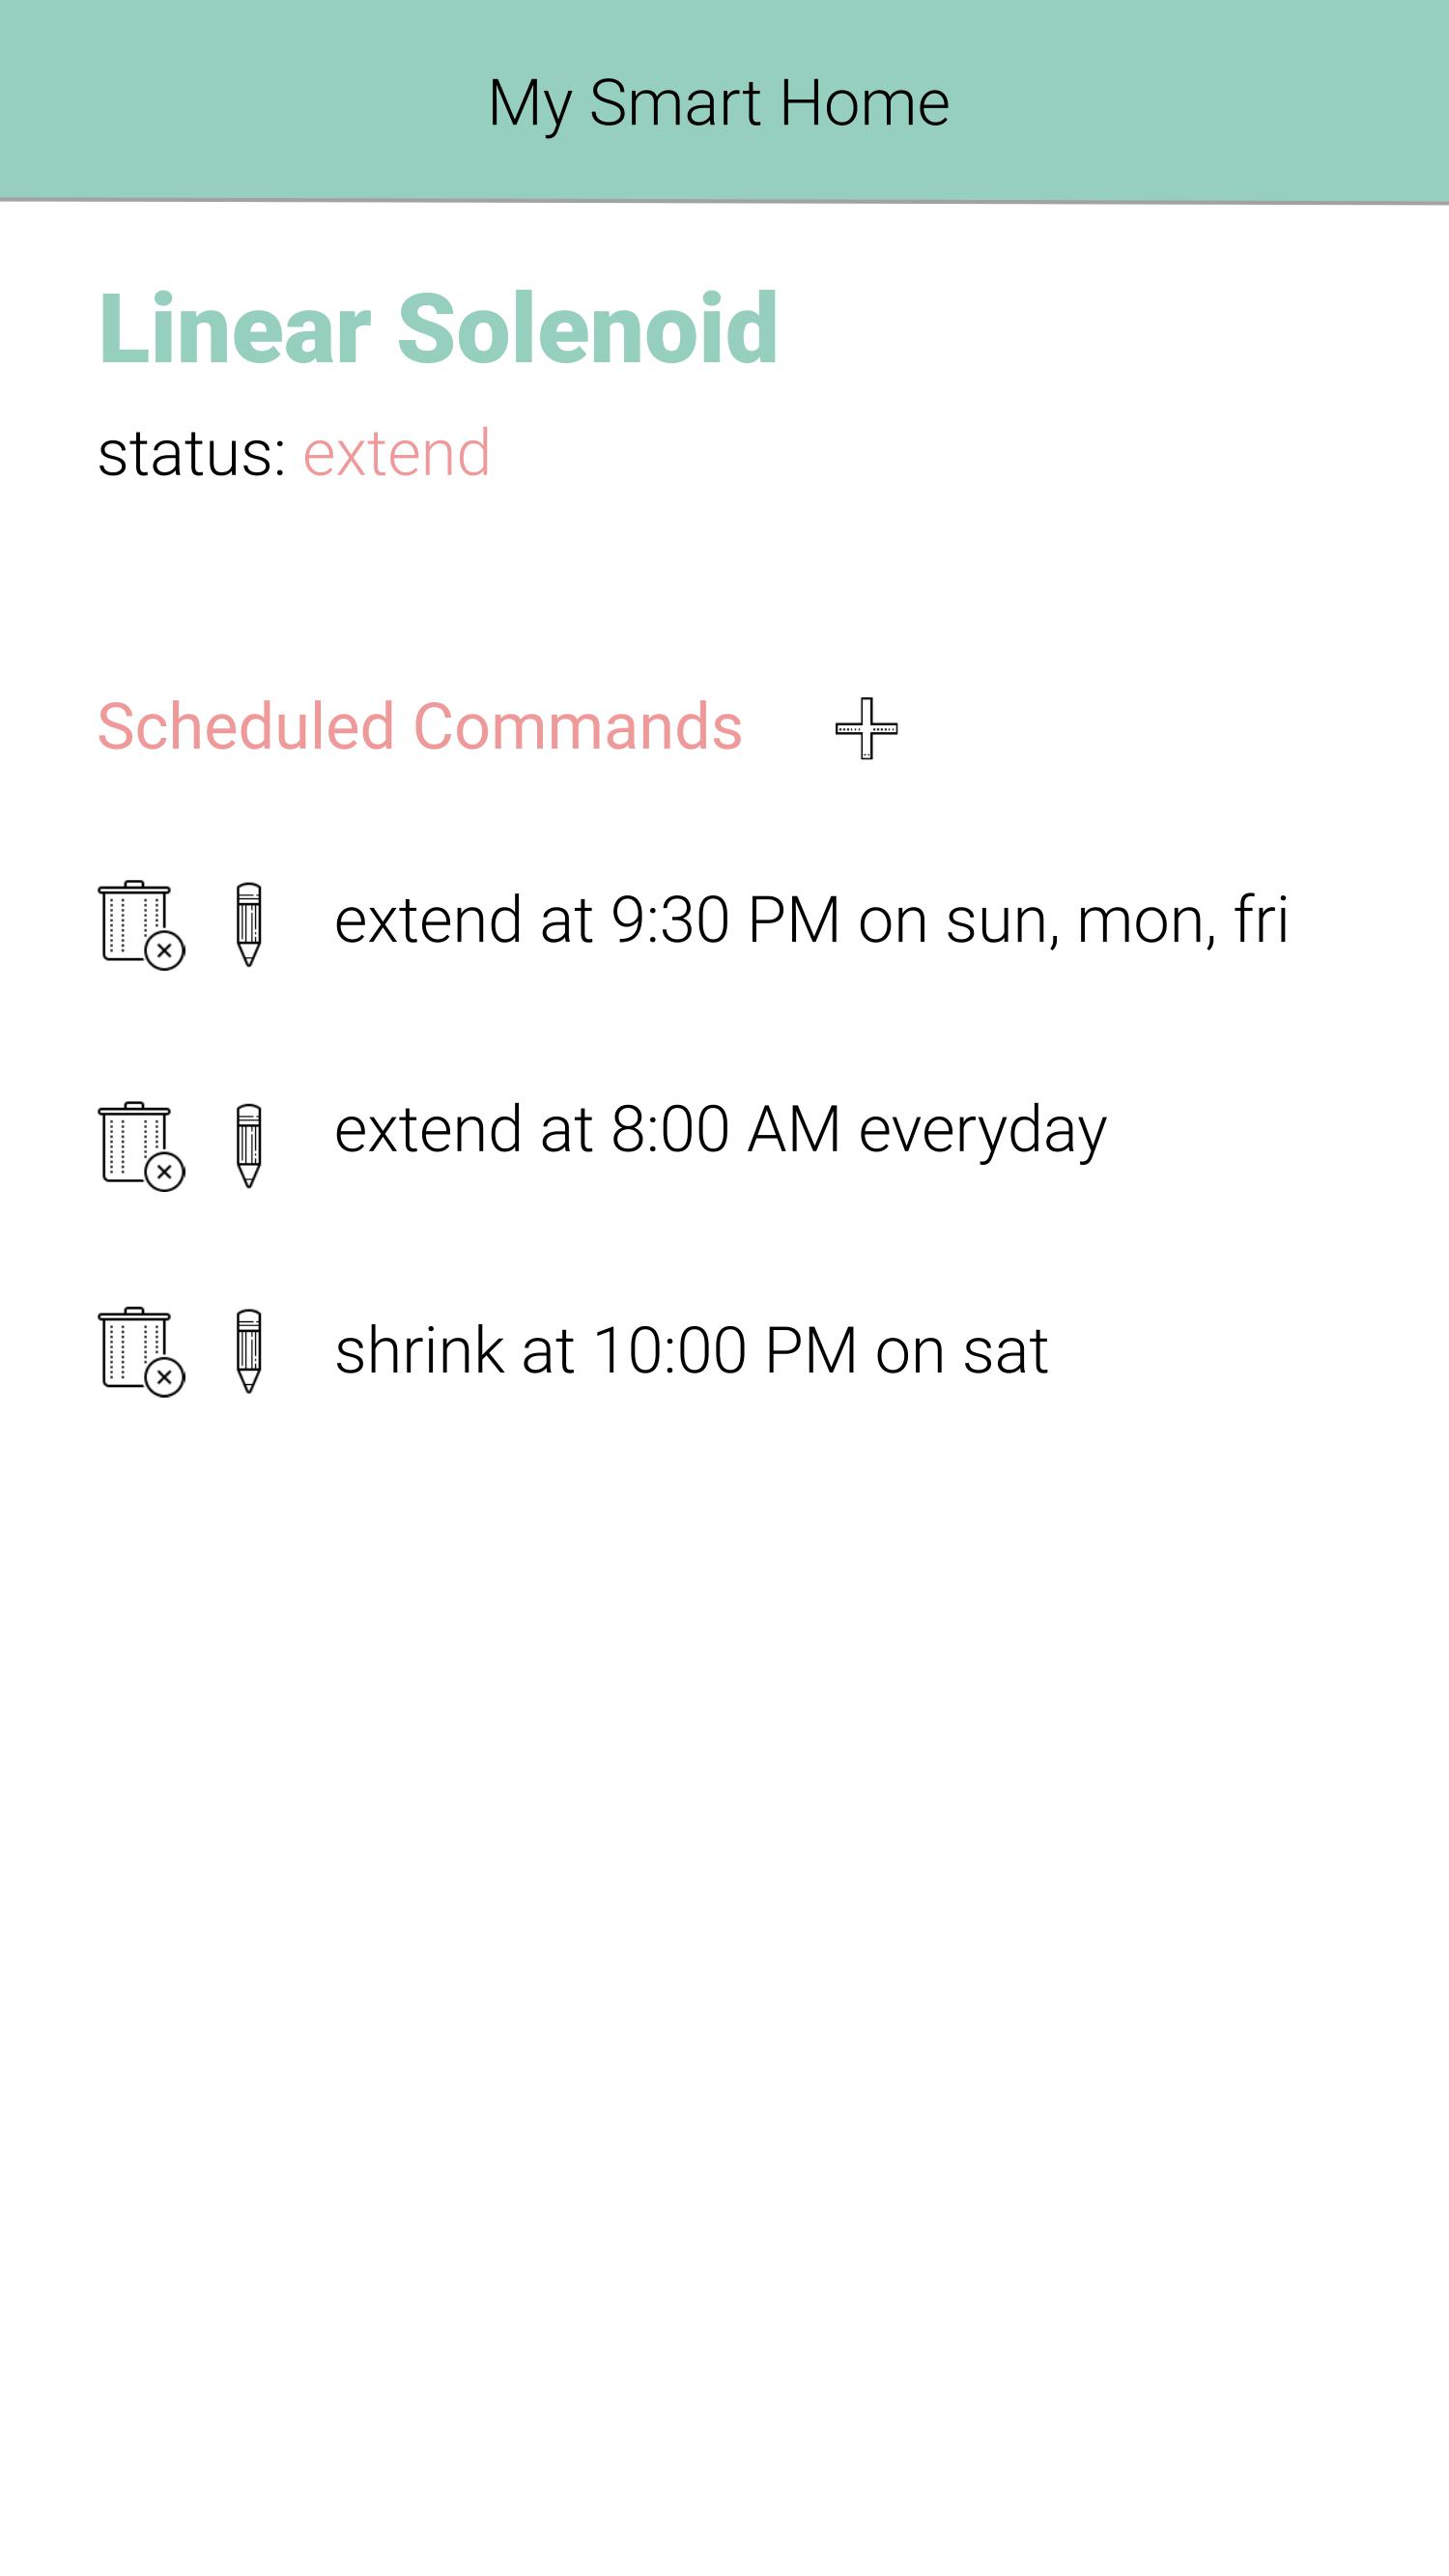 My Smart Home
Linear Solenoid
status: extend
Scheduled Commands
extend at 9:30 PM on sun, mon, fri
extend at 8:00 AM everyday
shrink at 10:00 PM on sat